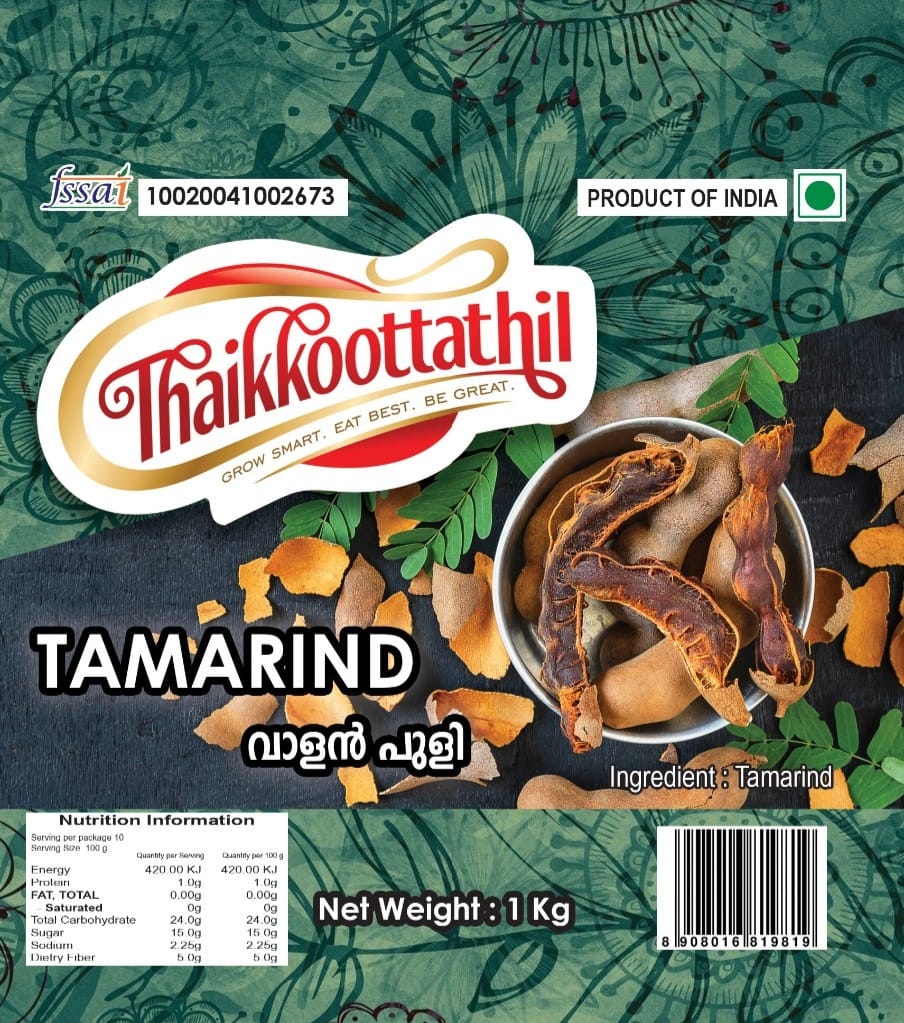 fssai 10020041002673
PRODUCT OF INDIA
Thaikkoottathil
GROW SMART. EAT BEST. BE GREAT.
TAMARIND
വാളൻ പുളി
Ingredient : Tamarind
Nutrition Information
Serving per package 10
Serving Size 100 g
Quantity per Serving Quantity per 100 g
Energy 420.00 KJ 420.00 KJ
Protein 1.0g 1.0g
FAT, TOTAL 0.00g 0.00g
- Saturated 0g 0g
Total Carbohydrate 24.0g 24.0g
Sugar 15.0g 15.0g
Sodium 2.25g 2.25g
Dietry Fiber 5.0g 5.0g
Net Weight : 1 Kg
8 908016 819819